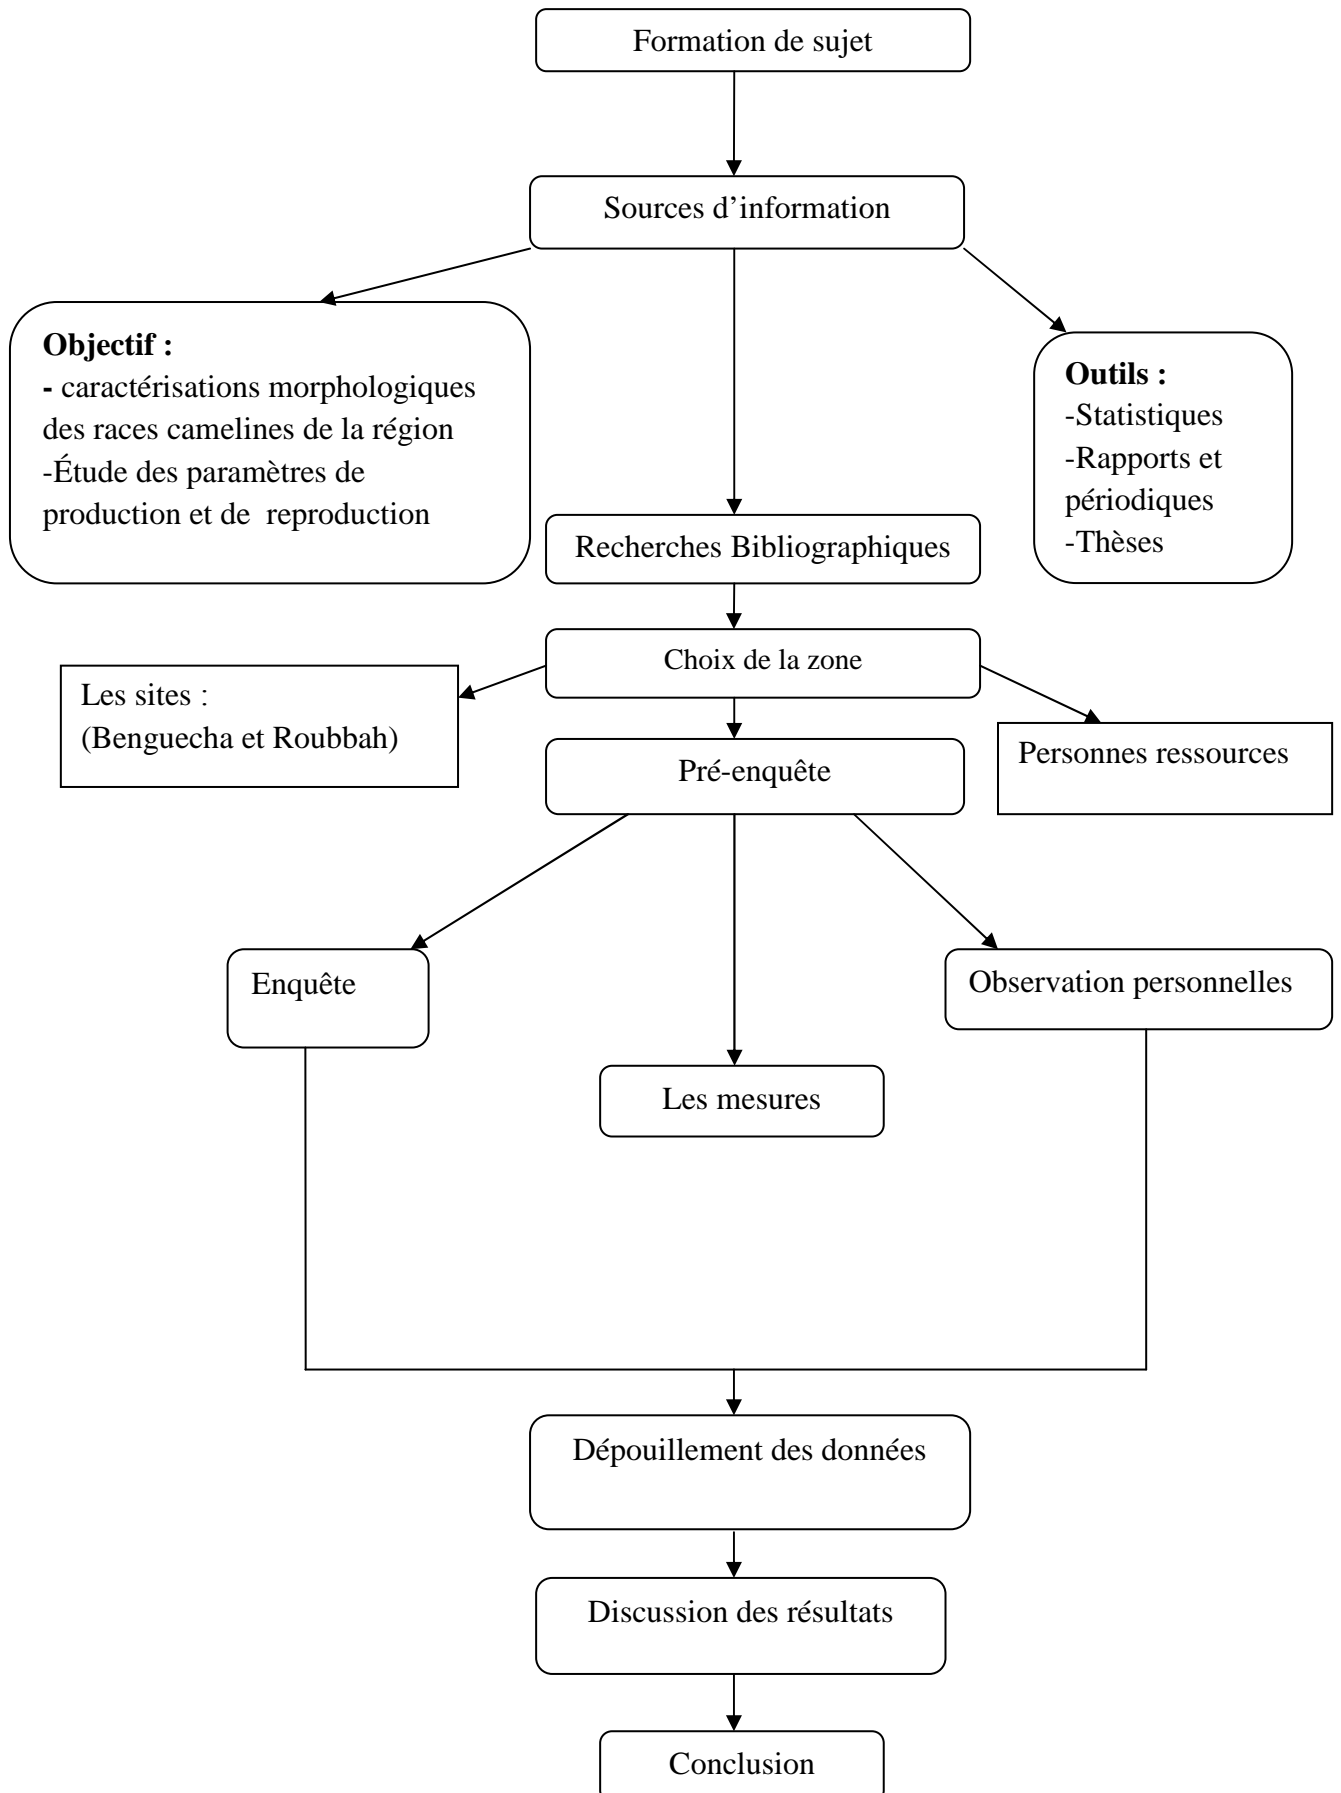 Formation de sujet
Sources d’information
Objectif :
- caractérisations morphologiques
des races camelines de la région
-Étude des paramètres de
production et de reproduction
Outils :
-Statistiques
-Rapports et
périodiques
-Thèses
Recherches Bibliographiques
Choix de la zone
Les sites :
(Benguecha et Roubbah)
Personnes ressources
Pré-enquête
Enquête
Observation personnelles
Les mesures
Dépouillement des données
Discussion des résultats
Conclusion